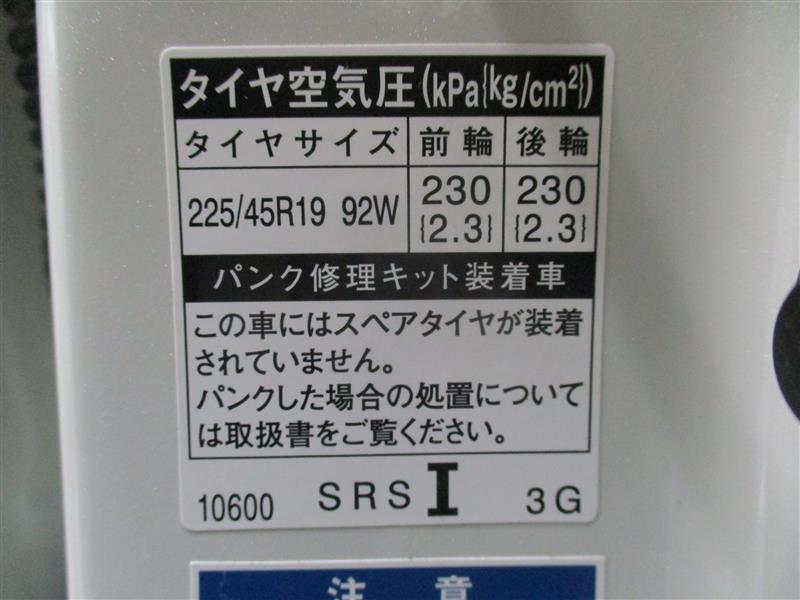 タイヤ空気圧(kPa{kg/cm²})
タイヤサイズ 前輪 後輪
225/45R19 92W 230 {2.3} 230 {2.3}
パンク修理キット装着車
この車にはスペアタイヤが装着
されていません。
パンクした場合の処置について
は取扱書をご覧ください。
10600 SRS I 3G
注意